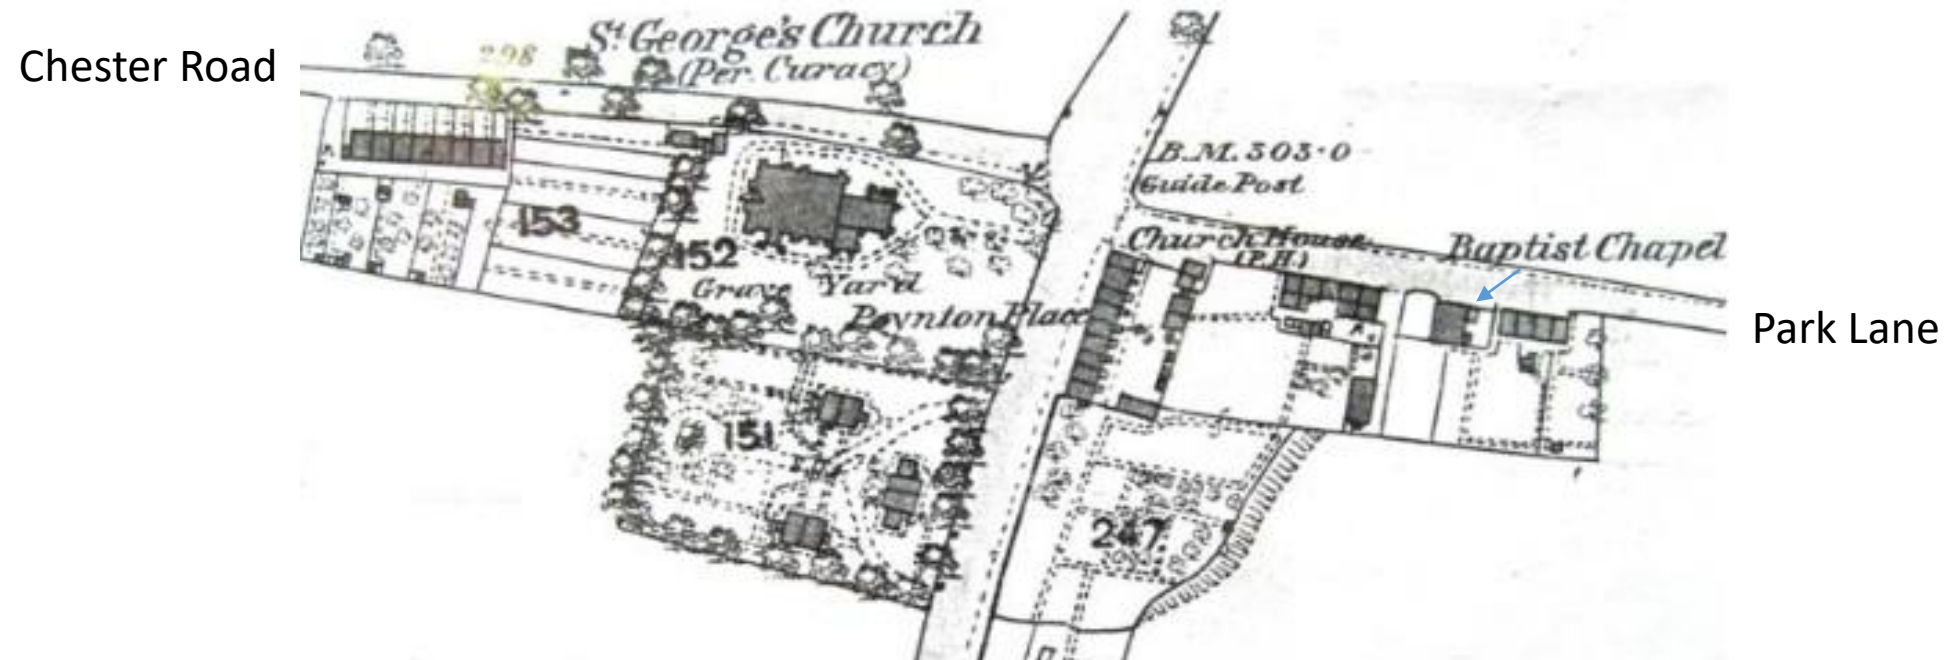 Chester Road
298
St George's Church
(Per. Curacy)
B.M. 303·0
Guide Post
153
152
Church House
(P.H.)
Baptist Chapel
Grave Yard
Poynton Place
Park Lane
151
247